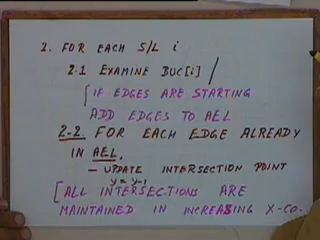 2. FOR EACH S/L i
2.1 EXAMINE BUC[i]
[IF EDGES ARE STARTING
ADD EDGES TO AEL
2-2 FOR EACH EDGE ALREADY
IN AEL,
- UPDATE INTERSECTION POINT
y = y-1
[ALL INTERSECTIONS ARE
MAINTAINED IN INCREASING X-CO.